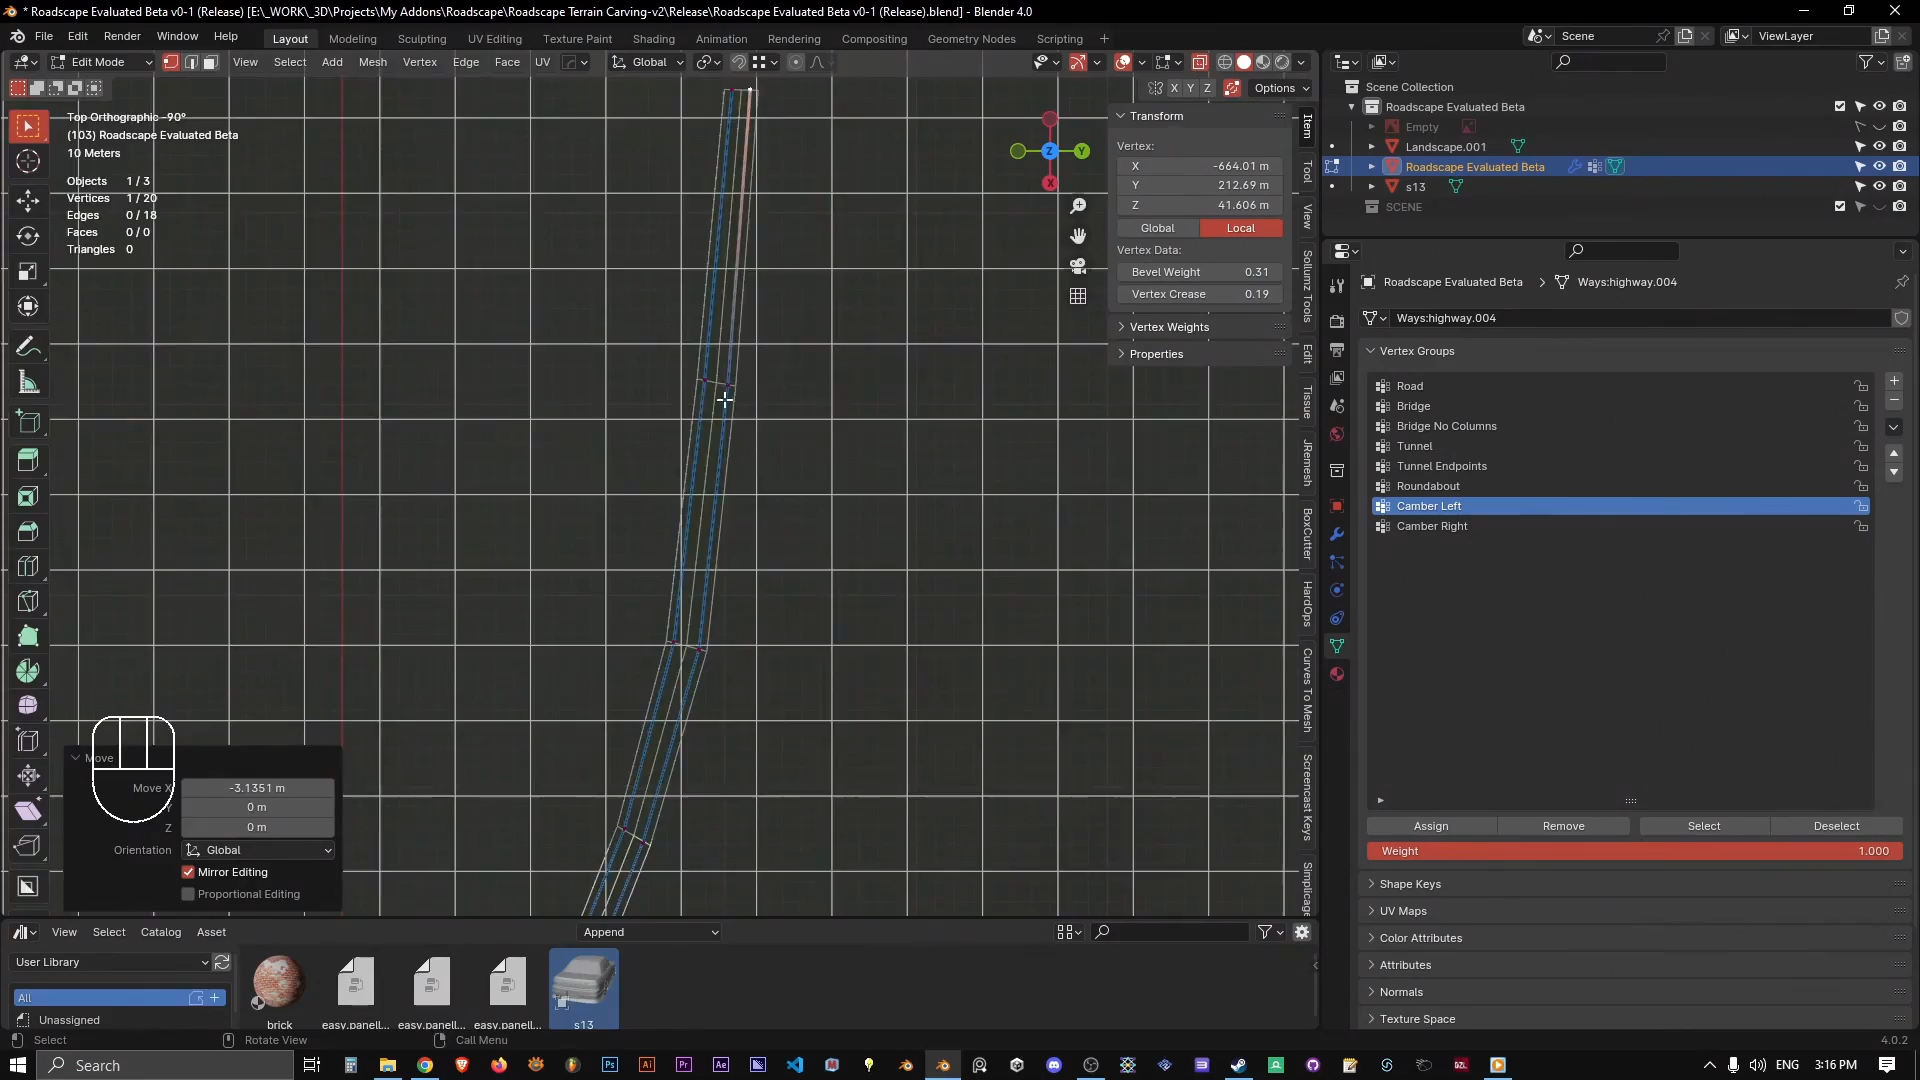 * Roadscape Evaluated Beta v0-1 (Release) [E:\_WORK\_3D\Projects\My Addons\Roadscape\Roadscape Terrain Carving-v2\Release\Roadscape Evaluated Beta v0-1 (Release).blend] - Blender 4.0
File Edit Render Window Help
Layout Modeling Sculpting UV Editing Texture Paint Shading Animation Rendering Compositing Geometry Nodes Scripting +
Scene ViewLayer
Edit Mode View Select Add Mesh Vertex Edge Face UV Global
X Y Z Options
Top Orthographic -90°
(103) Roadscape Evaluated Beta
10 Meters
Objects 1 / 3
Vertices 1 / 20
Edges 0 / 18
Faces 0 / 0
Triangles 0
Z Y X
Transform
Vertex:
X -664.01 m
Y 212.69 m
Z 41.606 m
Global Local
Vertex Data:
Bevel Weight 0.31
Vertex Crease 0.19
Vertex Weights
Properties
Item
Tool
View
Sollumz Tools
Edit
Tissue
JRemesh
BoxCutter
HardOps
Curves To Mesh
Screencast Keys
Simplicage
Move
Move X -3.1351 m
Y 0 m
Z 0 m
Orientation Global
Mirror Editing
Proportional Editing
Scene Collection
Roadscape Evaluated Beta
Empty
Landscape.001
Roadscape Evaluated Beta
s13
SCENE
Roadscape Evaluated Beta > Ways:highway.004
Ways:highway.004
Vertex Groups
Road
Bridge
Bridge No Columns
Tunnel
Tunnel Endpoints
Roundabout
Camber Left
Camber Right
Assign Remove Select Deselect
Weight 1.000
Shape Keys
UV Maps
Color Attributes
Attributes
Normals
Texture Space
View Select Catalog Asset Append
User Library
All
Unassigned
brick easy.panell... easy.panell... easy.panell... s13
Select Rotate View Call Menu 4.0.2
Search
ENG 3:16 PM